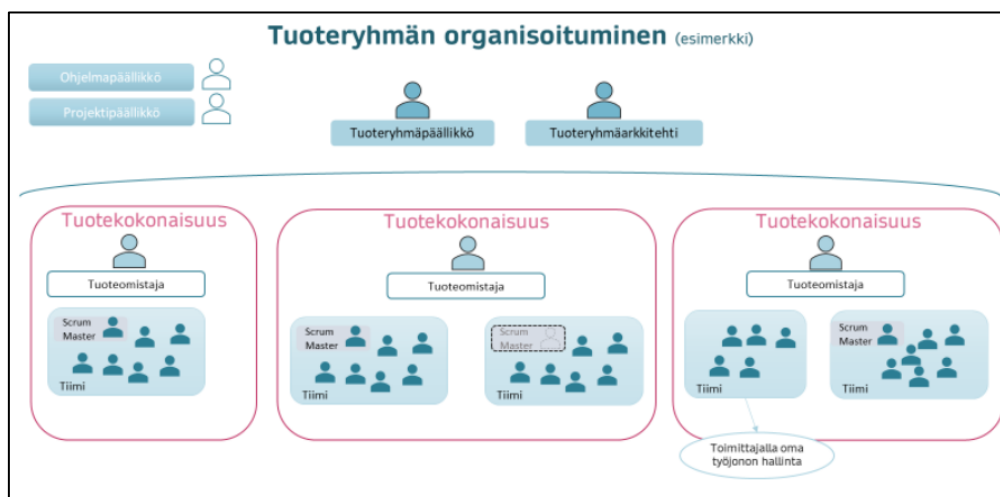 Tuoteryhmän organisoituminen (esimerkki)
Ohjelmapäällikkö
Projektipäällikkö
Tuoteryhmäpäällikkö
Tuoteryhmäarkkitehti
Tuotekokonaisuus
Tuoteomistaja
Scrum
Master
Tiimi
Tuotekokonaisuus
Tuoteomistaja
Scrum
Master
Tiimi
Scrum
Master
Tiimi
Tuotekokonaisuus
Tuoteomistaja
Tiimi
Scrum
Master
Tiimi
Toimittajalla oma
työjonon hallinta